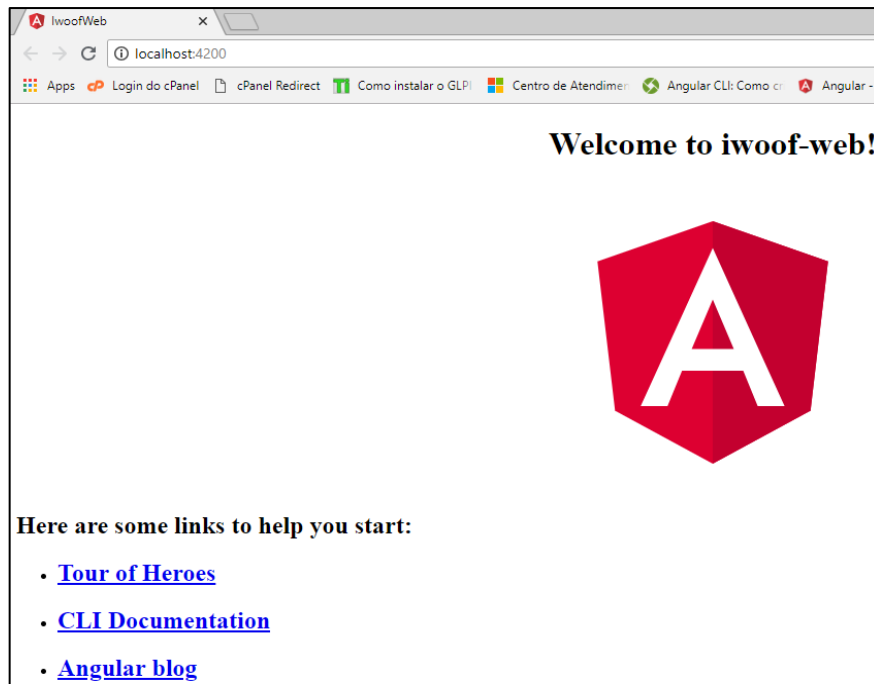 IwoofWeb
localhost:4200
Apps Login do cPanel cPanel Redirect Como instalar o GLPI Centro de Atendimen Angular CLI: Como cr Angular -
Welcome to iwoof-web!
A
Here are some links to help you start:
Tour of Heroes
CLI Documentation
Angular blog